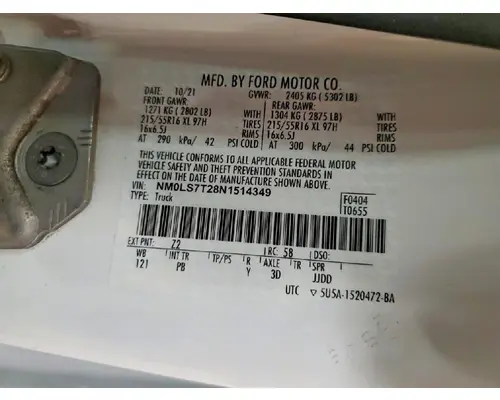 MFD. BY FORD MOTOR CO.
DATE: 10/21 GVWR: 2405 KG ( 5302 LB)
FRONT GAWR: REAR GAWR:
1271 KG ( 2802 LB) WITH 1304 KG ( 2875 LB) WITH
215/55R16 XL 97H TIRES 215/55R16 XL 97H TIRES
16x6.5J RIMS 16x6.5J RIMS
AT 290 kPa/ 42 PSI COLD AT 300 kPa/ 44 PSI COLD
THIS VEHICLE CONFORMS TO ALL APPLICABLE FEDERAL MOTOR
VEHICLE SAFETY AND THEFT PREVENTION STANDARDS IN
EFFECT ON THE DATE OF MANUFACTURE SHOWN ABOVE.
VIN: NM0LS7T28N1514349 F0404
TYPE: Truck T0655
EXT PNT: Z2 RC: 5B DSO:
WB INT TR TP/PS R AXLE TR SPR
121 PB Y 3D JJDD
UTC ▽ 5USA-1520472-BA